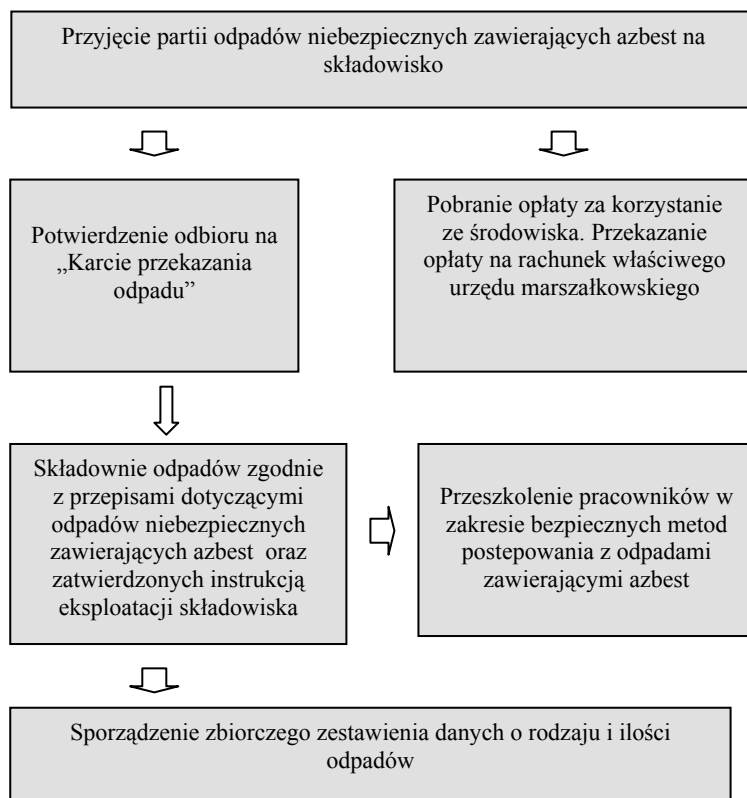 Przyjęcie partii odpadów niebezpiecznych zawierających azbest na
składowisko
Potwierdzenie odbioru na
„Karcie przekazania
odpadu”
Pobranie opłaty za korzystanie
ze środowiska. Przekazanie
opłaty na rachunek właściwego
urzędu marszałkowskiego
Składownie odpadów zgodnie
z przepisami dotyczącymi
odpadów niebezpiecznych
zawierających azbest oraz
zatwierdzonych instrukcją
eksploatacji składowiska
Przeszkolenie pracowników w
zakresie bezpiecznych metod
postepowania z odpadami
zawierającymi azbest
Sporządzenie zbiorczego zestawienia danych o rodzaju i ilości
odpadów